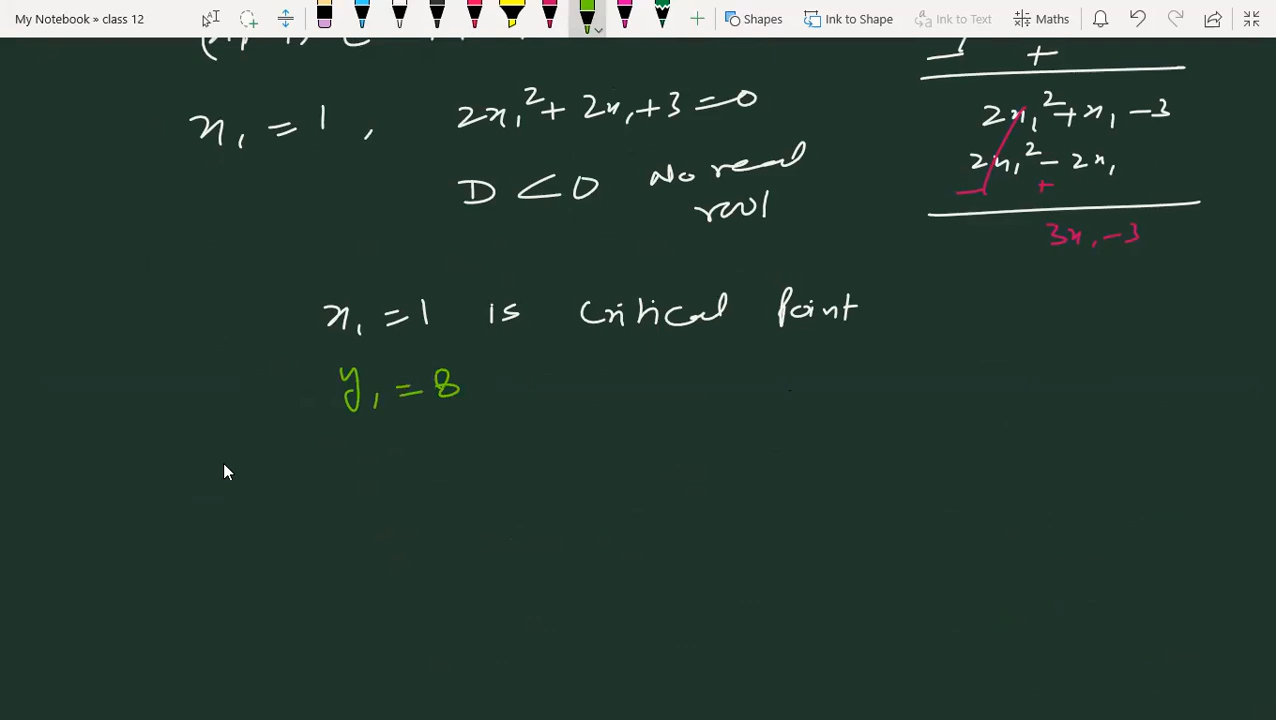 My Notebook » class 12
Shapes
Ink to Shape
Ink to Text
Maths
x₁ = 1 , 2x₁² + 2x₁ + 3 = 0
D < 0 No real
root
+
2x₁² + x₁ - 3
2x₁² - 2x₁
- +
3x₁ - 3
x₁ = 1 is critical point
y₁ = 8